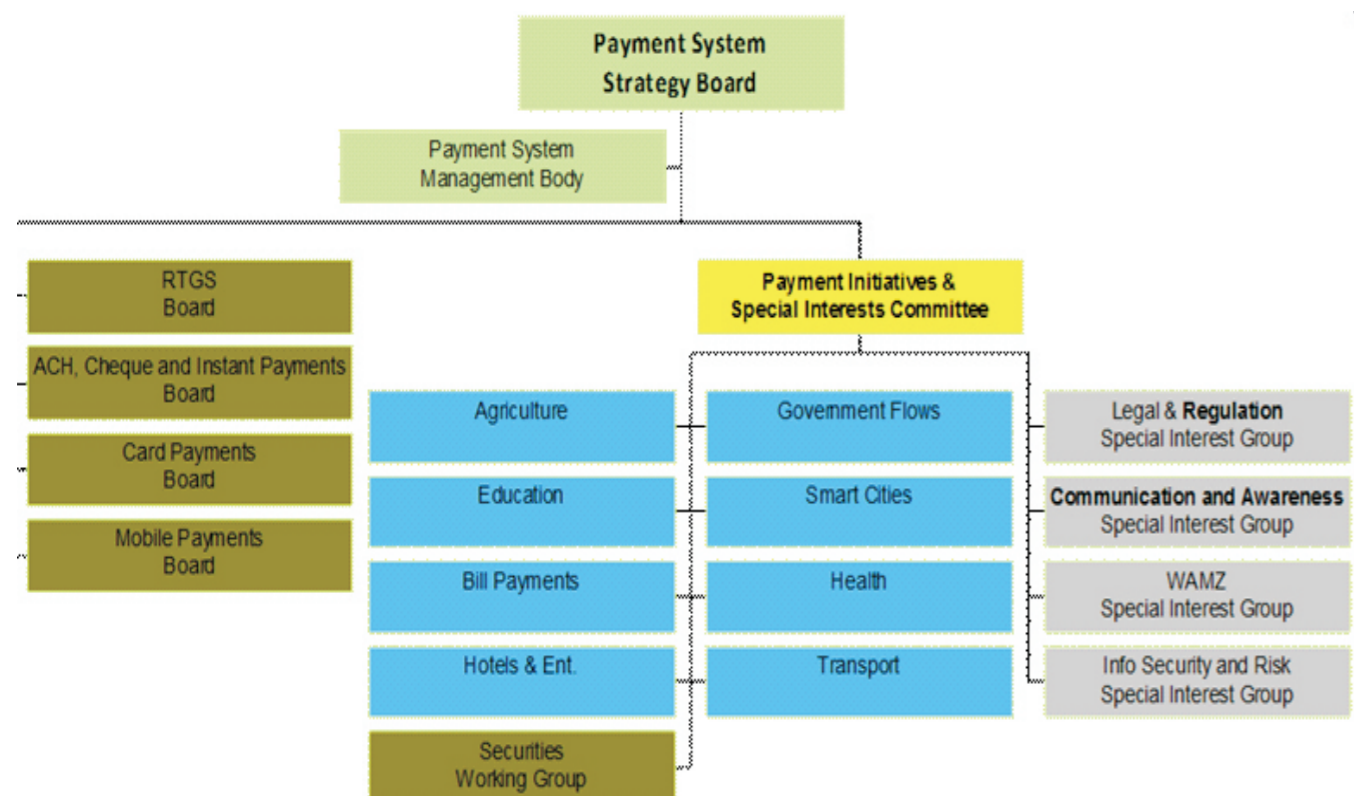 Payment System
Strategy Board
Payment System
Management Body
RTGS
Board
ACH, Cheque and Instant Payments
Board
Card Payments
Board
Mobile Payments
Board
Payment Initiatives &
Special Interests Committee
Agriculture
Education
Bill Payments
Hotels & Ent.
Securities
Working Group
Government Flows
Smart Cities
Health
Transport
Legal & Regulation
Special Interest Group
Communication and Awareness
Special Interest Group
WAMZ
Special Interest Group
Info Security and Risk
Special Interest Group